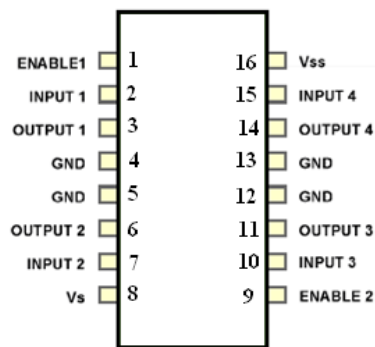 ENABLE1 1 16 Vss
INPUT 1 2 15 INPUT 4
OUTPUT 1 3 14 OUTPUT 4
GND 4 13 GND
GND 5 12 GND
OUTPUT 2 6 11 OUTPUT 3
INPUT 2 7 10 INPUT 3
Vs 8 9 ENABLE 2